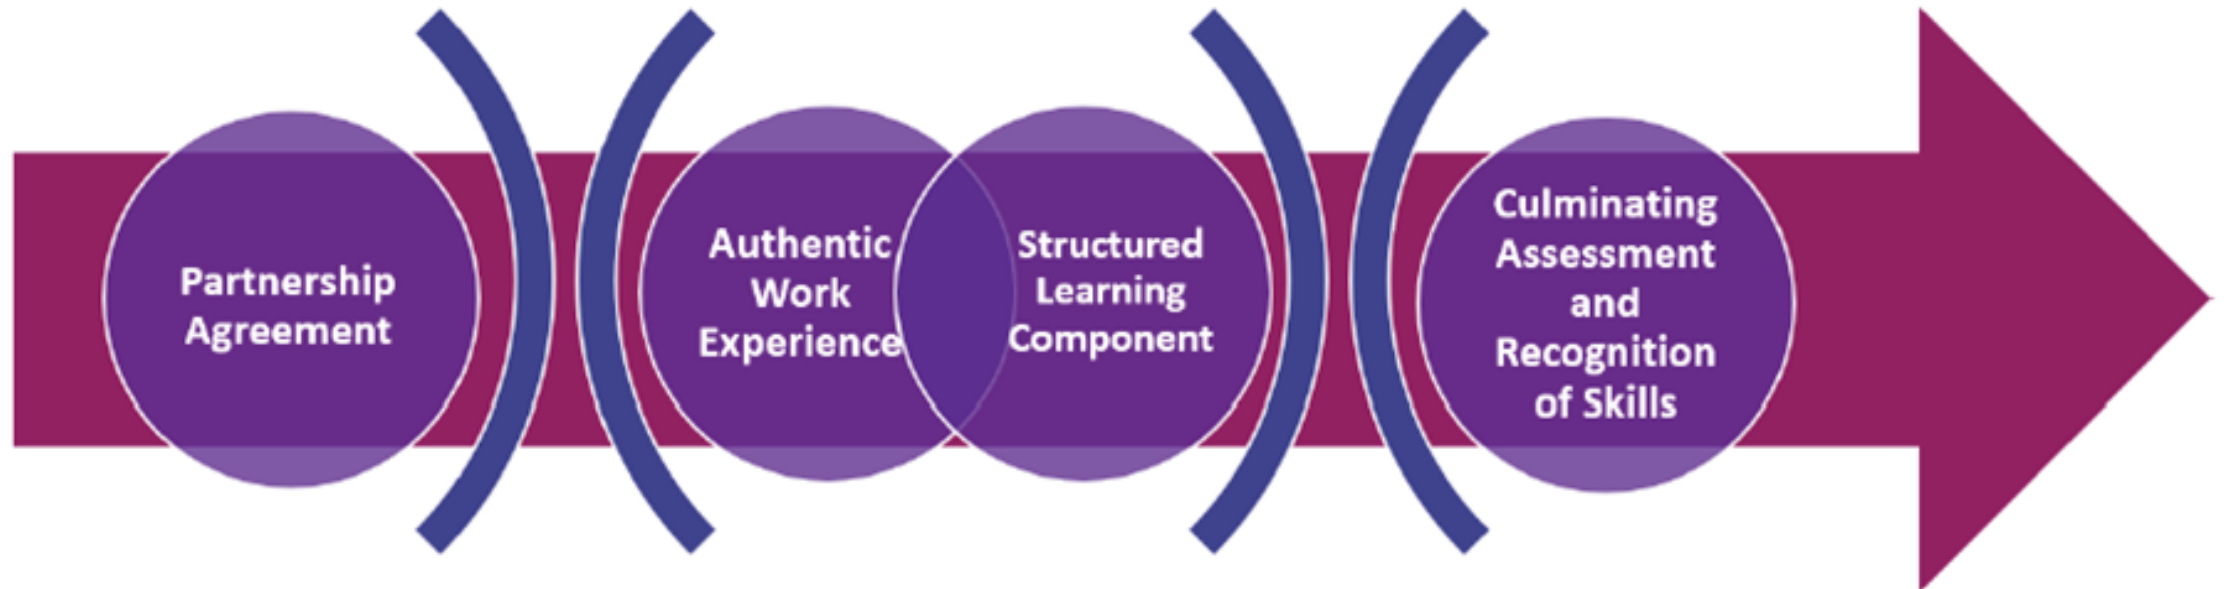 Partnership
Agreement
Authentic
Work
Experience
Structured
Learning
Component
Culminating
Assessment
and
Recognition
of Skills